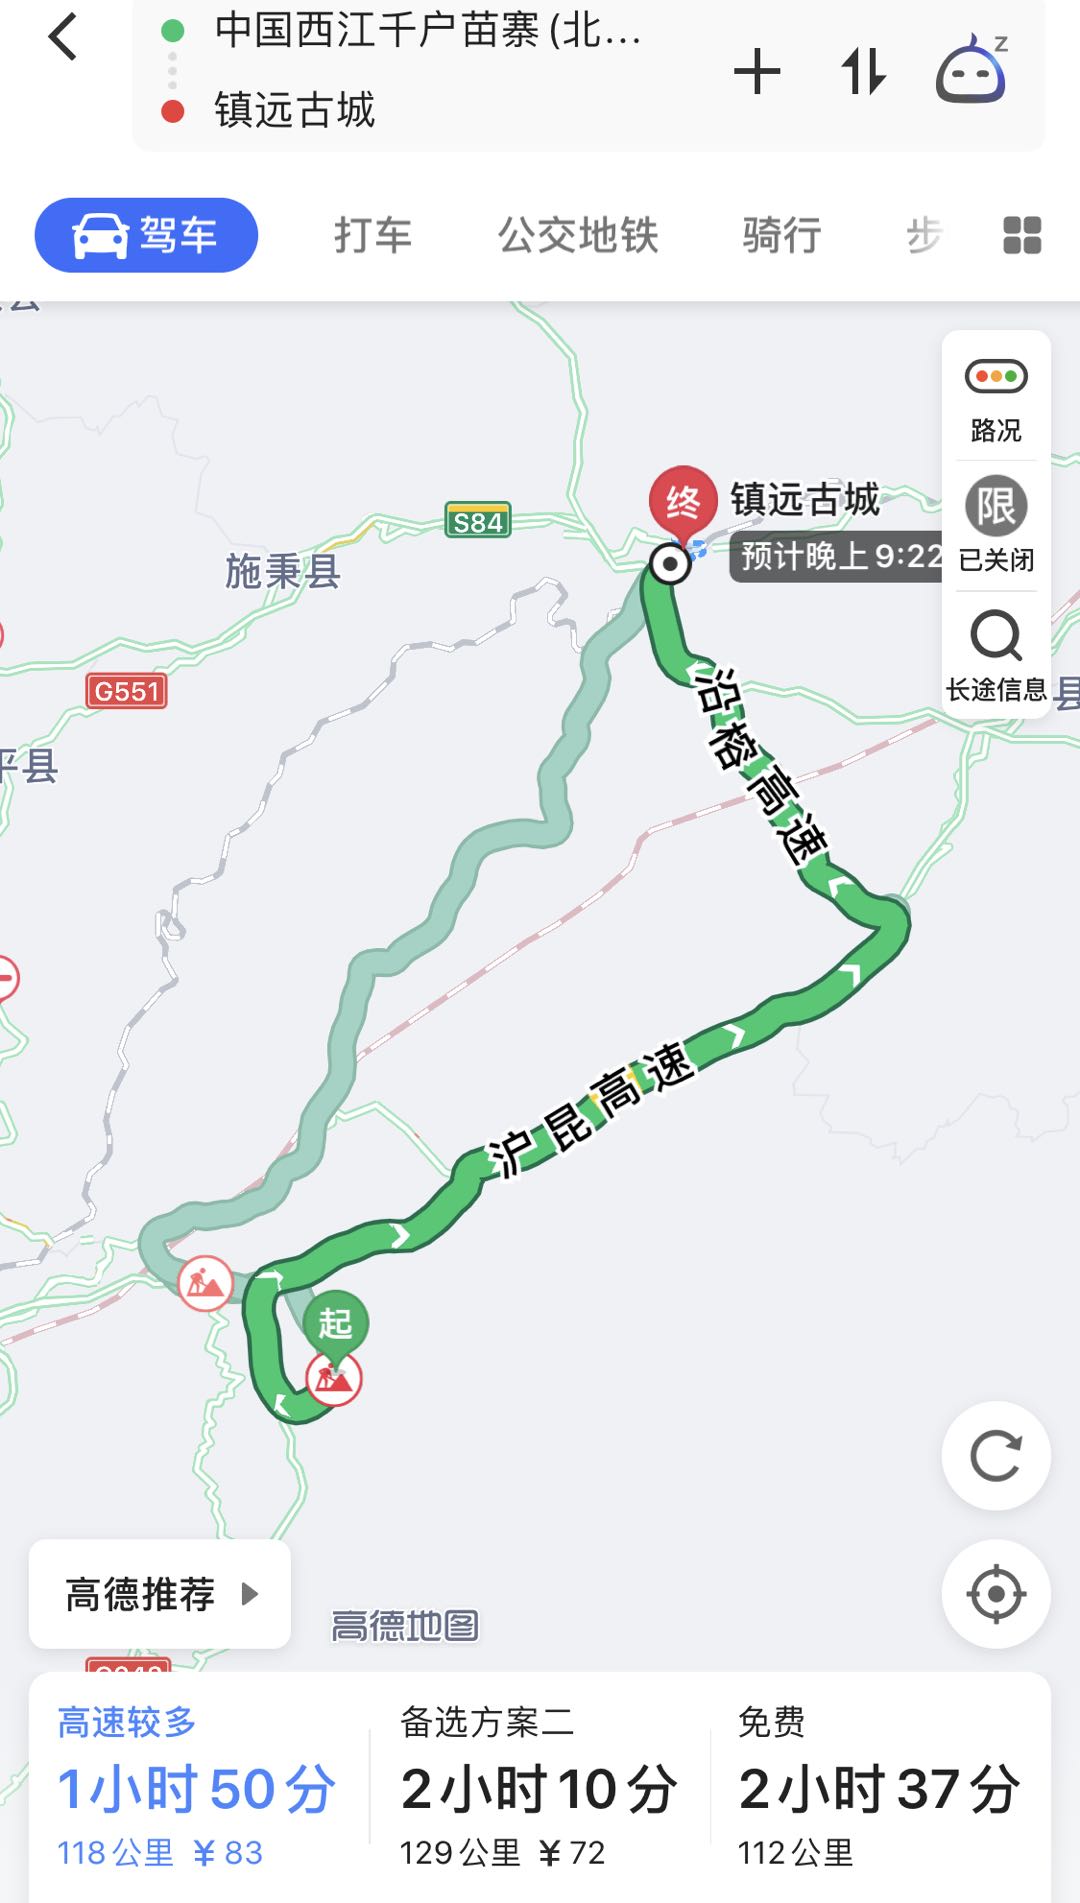 中国西江千户苗寨(北...
镇远古城
驾车
打车
公交地铁
骑行
步
路况
限
已关闭
长途信息
终
镇远古城
预计晚上9:22
S84
施秉县
G551
平县
县
沿榕高速
沪昆高速
起
高德推荐
高德地图
高速较多
1小时50分
118公里 ¥83
备选方案二
2小时10分
129公里 ¥72
免费
2小时37分
112公里